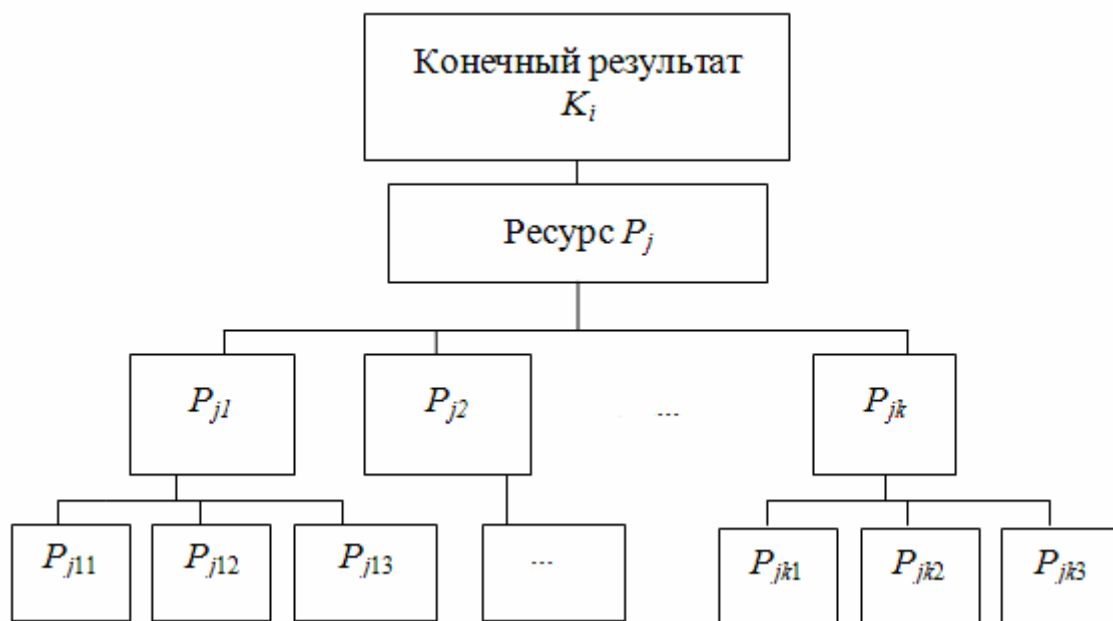 Конечный результат
Ki
Ресурс Pj
Pj1
Pj2
...
Pjk
Pj11
Pj12
Pj13
...
Pjk1
Pjk2
Pjk3